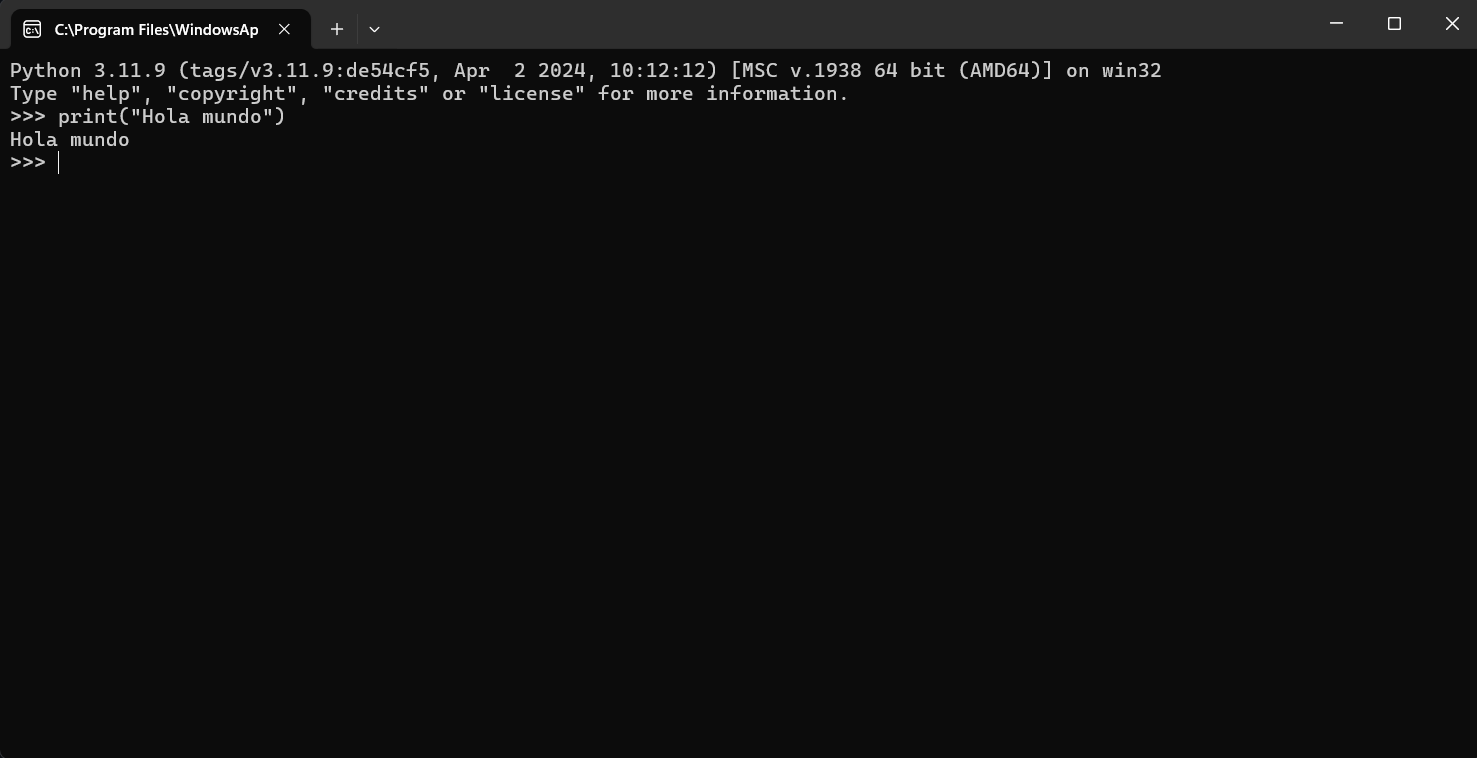 C:\Program Files\WindowsAp
Python 3.11.9 (tags/v3.11.9:de54cf5, Apr  2 2024, 10:12:12) [MSC v.1938 64 bit (AMD64)] on win32
Type "help", "copyright", "credits" or "license" for more information.
>>> print("Hola mundo")
Hola mundo
>>>